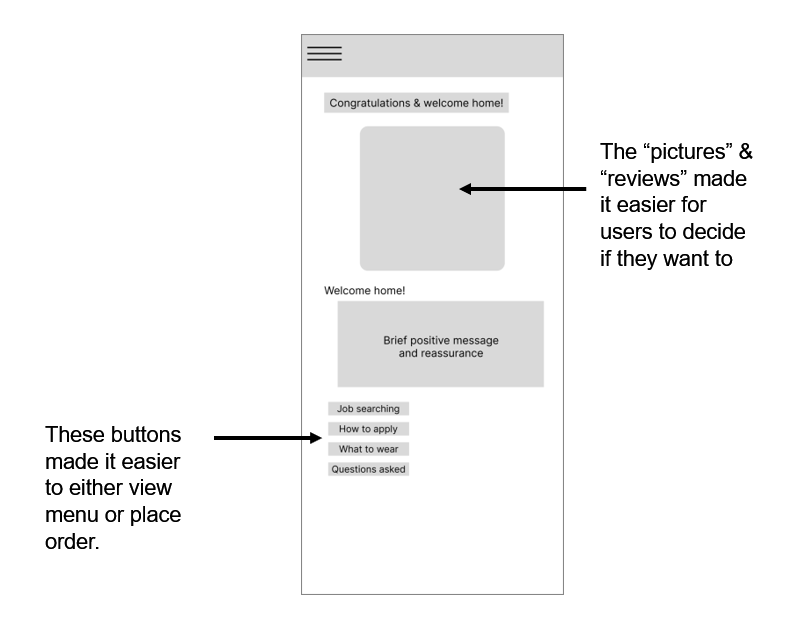 Congratulations & welcome home!
The “pictures” &
“reviews” made
it easier for
users to decide
if they want to
Welcome home!
Brief positive message
and reassurance
Job searching
How to apply
What to wear
Questions asked
These buttons
made it easier
to either view
menu or place
order.